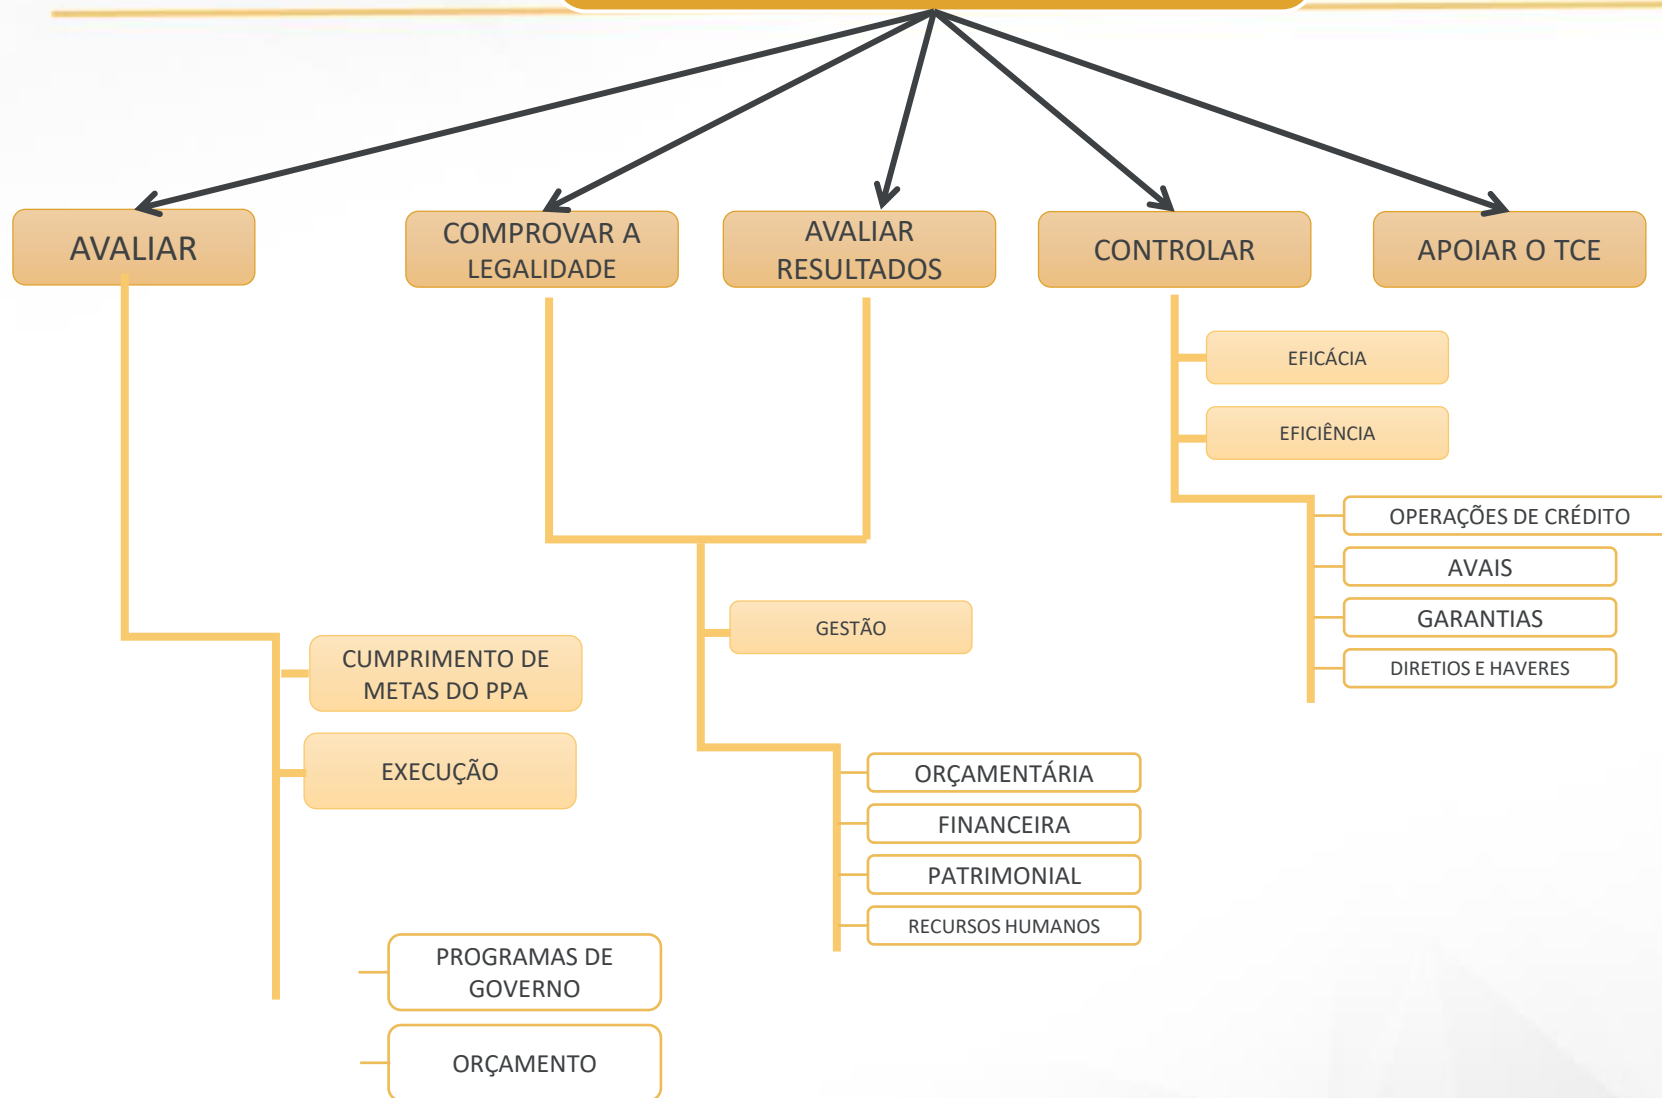 AVALIAR
COMPROVAR A
LEGALIDADE
AVALIAR
RESULTADOS
CONTROLAR
APOIAR O TCE
EFICÁCIA
EFICIÊNCIA
OPERAÇÕES DE CRÉDITO
AVAIS
GARANTIAS
DIRETIOS E HAVERES
GESTÃO
CUMPRIMENTO DE
METAS DO PPA
EXECUÇÃO
ORÇAMENTÁRIA
FINANCEIRA
PATRIMONIAL
RECURSOS HUMANOS
PROGRAMAS DE
GOVERNO
ORÇAMENTO